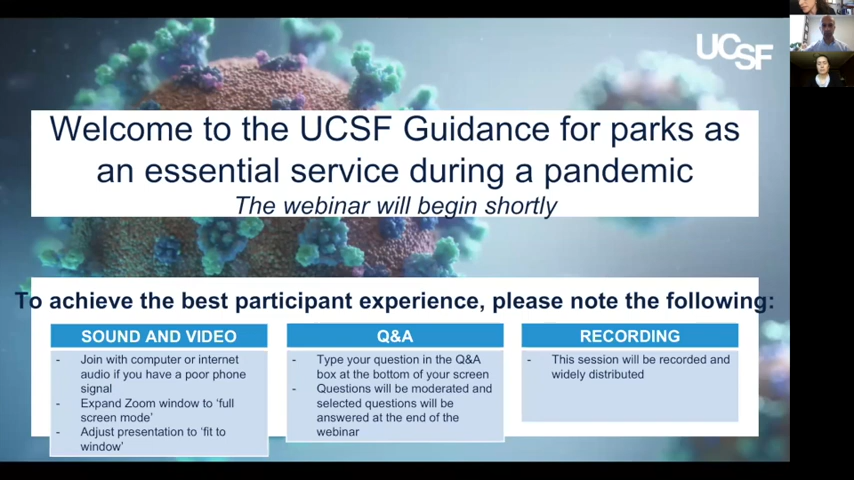 UCSF
Welcome to the UCSF Guidance for parks as
an essential service during a pandemic
The webinar will begin shortly
To achieve the best participant experience, please note the following:
SOUND AND VIDEO
- Join with computer or internet
audio if you have a poor phone
signal
- Expand Zoom window to ‘full
screen mode’
- Adjust presentation to ‘fit to
window’
Q&A
- Type your question in the Q&A
box at the bottom of your screen
- Questions will be moderated and
selected questions will be
answered at the end of the
webinar
RECORDING
- This session will be recorded and
widely distributed